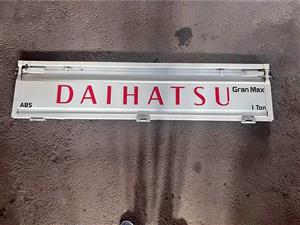 DAIHATSU
Gran Max
ABS
1 Ton